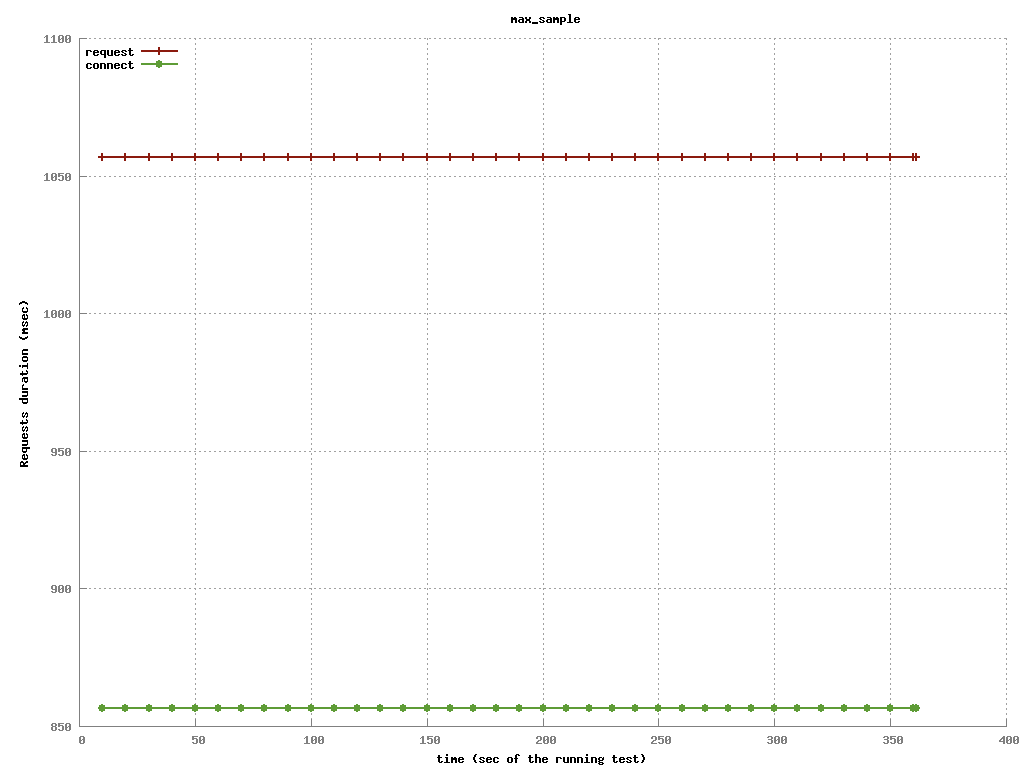 max_sample
1100
request
connect
1050
1000
Requests duration (msec)
950
900
850
0 50 100 150 200 250 300 350 400
time (sec of the running test)